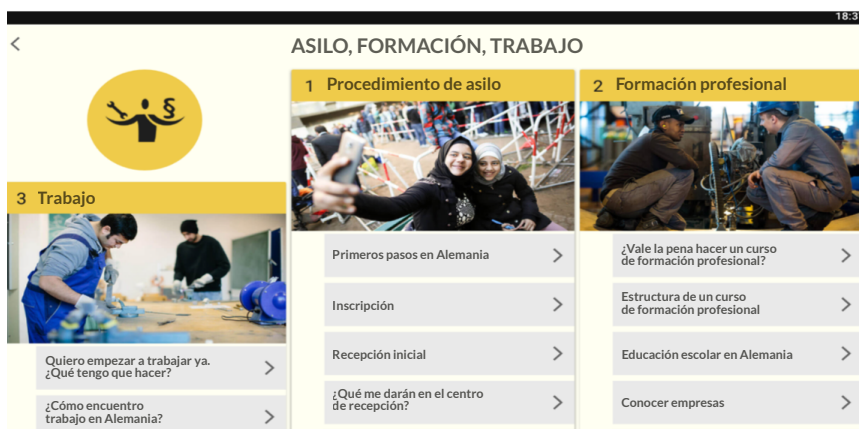 18:3
ASILO, FORMACIÓN, TRABAJO
§
1 Procedimiento de asilo
Primeros pasos en Alemania
Inscripción
Recepción inicial
¿Qué me darán en el centro
de recepción?
2 Formación profesional
¿Vale la pena hacer un curso
de formación profesional?
Estructura de un curso
de formación profesional
Educación escolar en Alemania
Conocer empresas
3 Trabajo
Quiero empezar a trabajar ya.
¿Qué tengo que hacer?
¿Cómo encuentro
trabajo en Alemania?